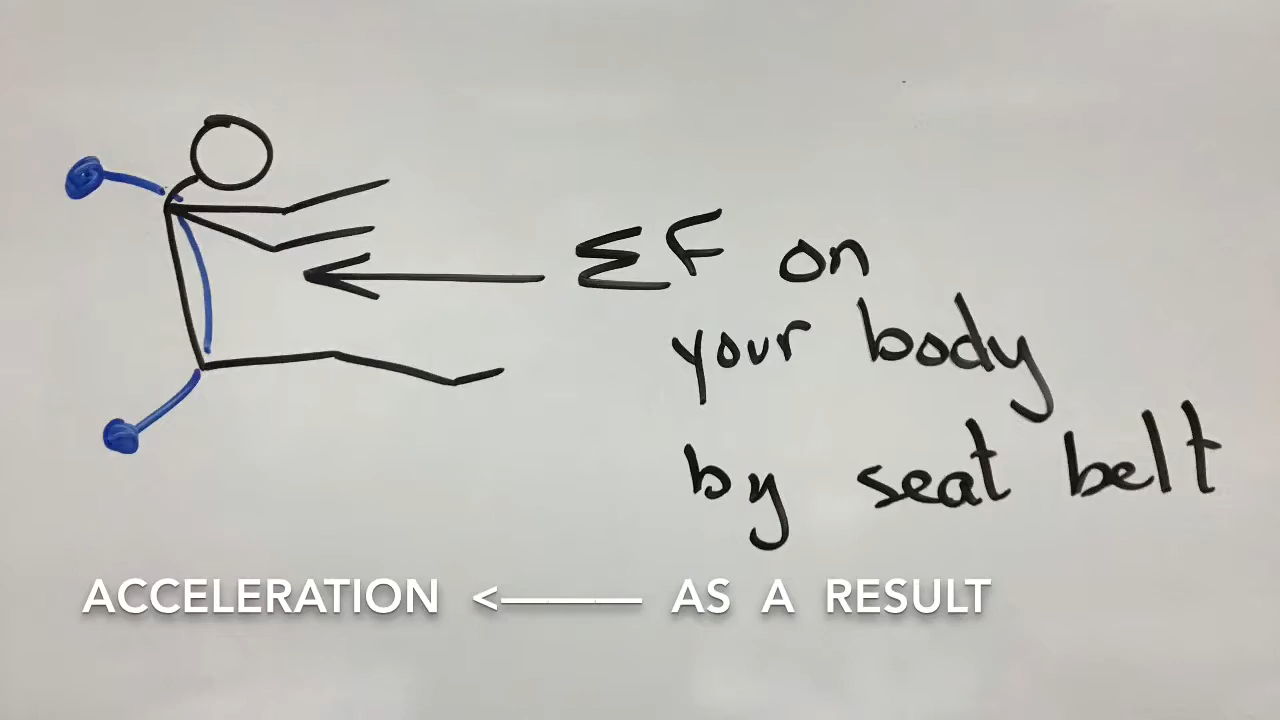 ΣF on
your body
by seat belt
ACCELERATION <——— AS A RESULT